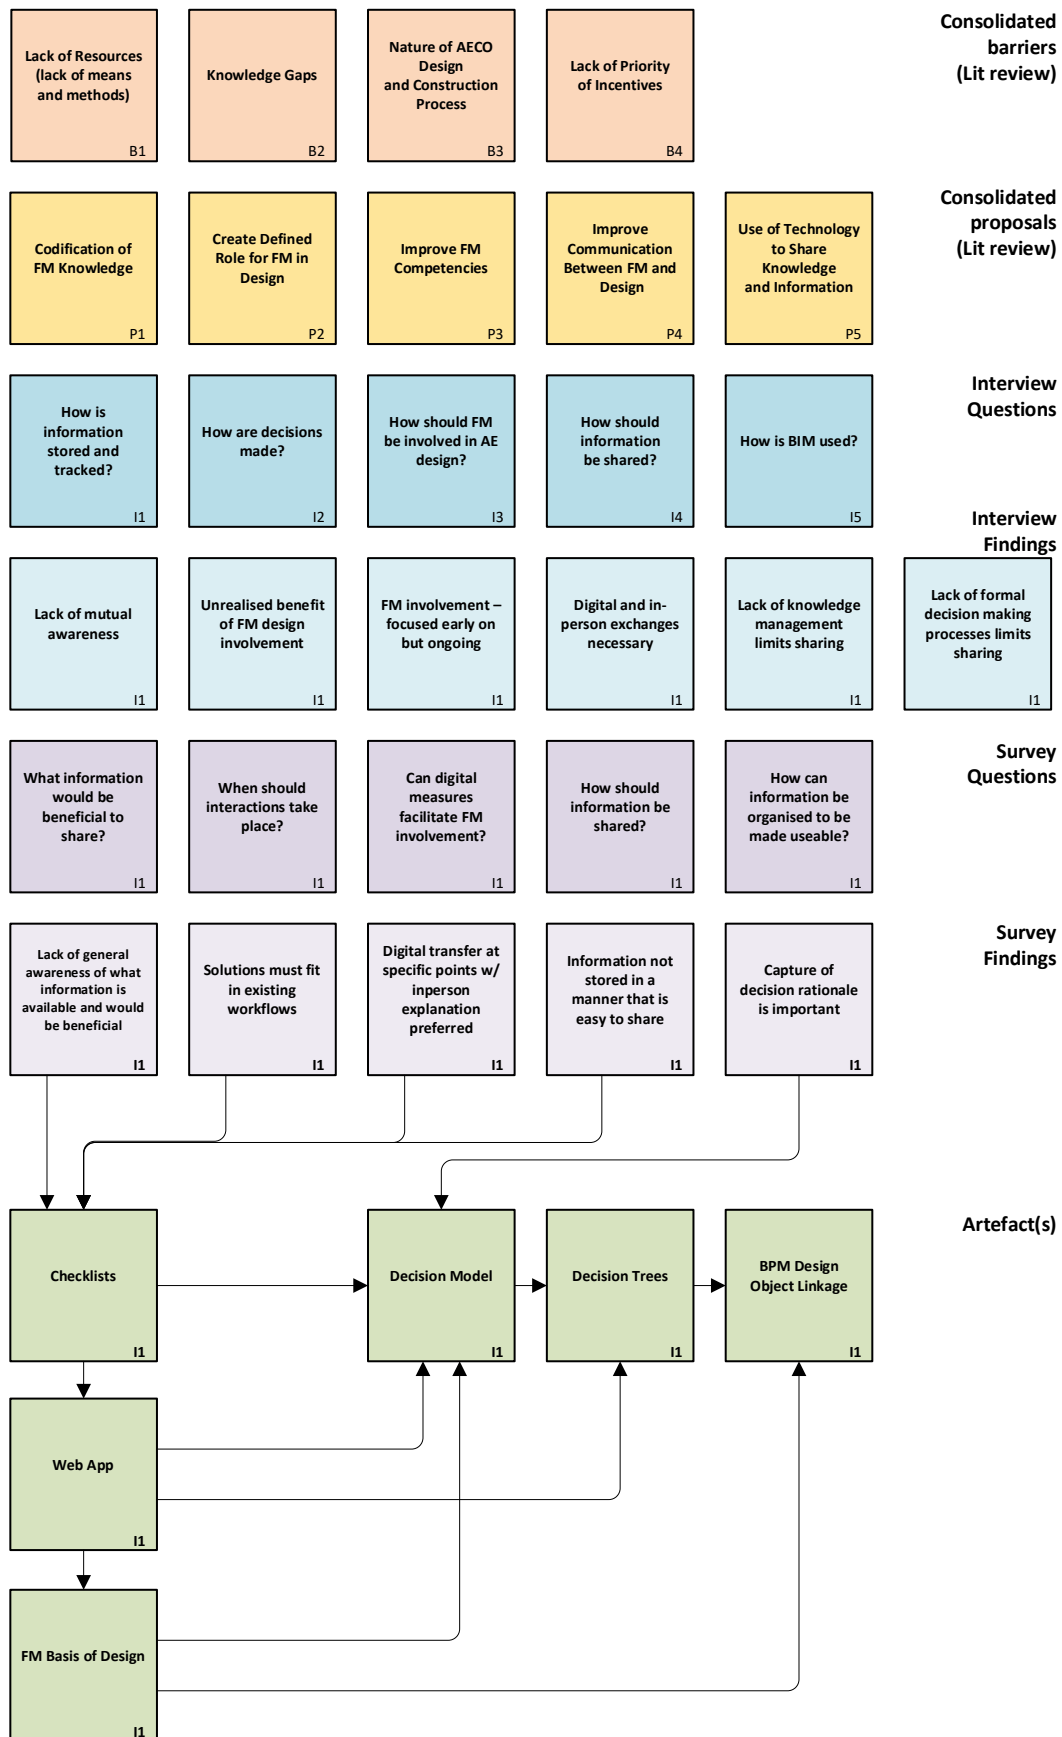 Consolidated
barriers
(Lit review)
Lack of Resources
(lack of means
and methods)
B1
Knowledge Gaps
B2
Nature of AECO
Design
and Construction
Process
B3
Lack of Priority
of Incentives
B4
Consolidated
proposals
(Lit review)
Codification of
FM Knowledge
P1
Create Defined
Role for FM in
Design
P2
Improve FM
Competencies
P3
Improve
Communication
Between FM and
Design
P4
Use of Technology
to Share
Knowledge
and Information
P5
Interview
Questions
How is
information
stored and
tracked?
I1
How are decisions
made?
I2
How should FM
be involved in AE
design?
I3
How should
information
be shared?
I4
How is BIM used?
I5
Interview
Findings
Lack of mutual
awareness
I1
Unrealised benefit
of FM design
involvement
I1
FM involvement –
focused early on
but ongoing
I1
Digital and in-
person exchanges
necessary
I1
Lack of knowledge
management
limits sharing
I1
Lack of formal
decision making
processes limits
sharing
I1
Survey
Questions
What information
would be
beneficial to
share?
I1
When should
interactions take
place?
I1
Can digital
measures
facilitate FM
involvement?
I1
How should
information be
shared?
I1
How can
information be
organised to be
made useable?
I1
Survey
Findings
Lack of general
awareness of what
information is
available and would
be beneficial
I1
Solutions must fit
in existing
workflows
I1
Digital transfer at
specific points w/
inperson
explanation
preferred
I1
Information not
stored in a
manner that is
easy to share
I1
Capture of
decision rationale
is important
I1
Artefact(s)
Checklists
I1
Decision Model
I1
Decision Trees
I1
BPM Design
Object Linkage
I1
Web App
I1
FM Basis of Design
I1